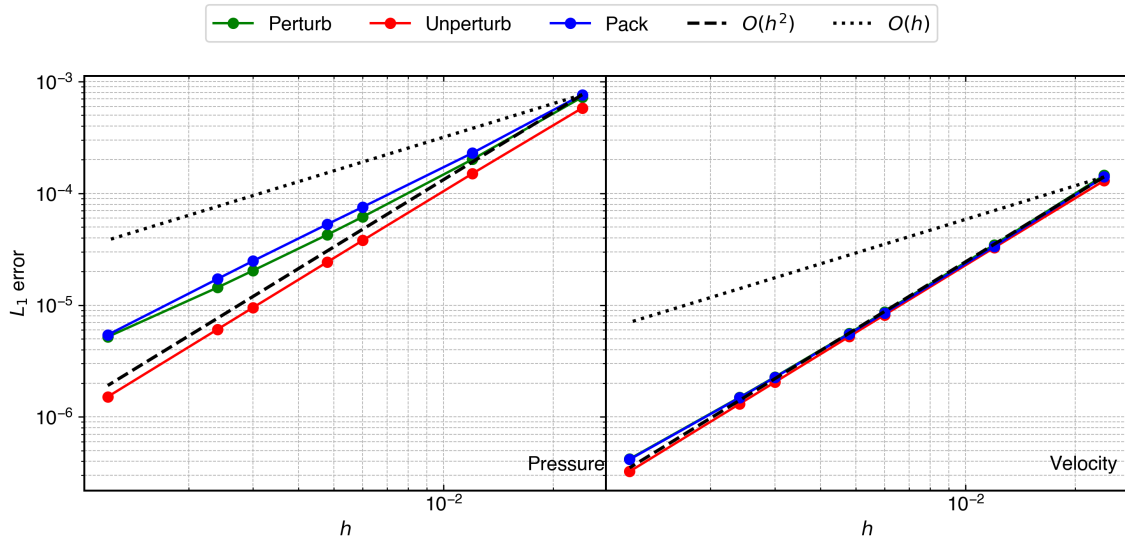 Perturb Unperturb Pack O(h²) O(h)
10⁻³
10⁻⁴
10⁻⁵
10⁻⁶
L₁ error
Pressure Velocity
10⁻² 10⁻²
h h